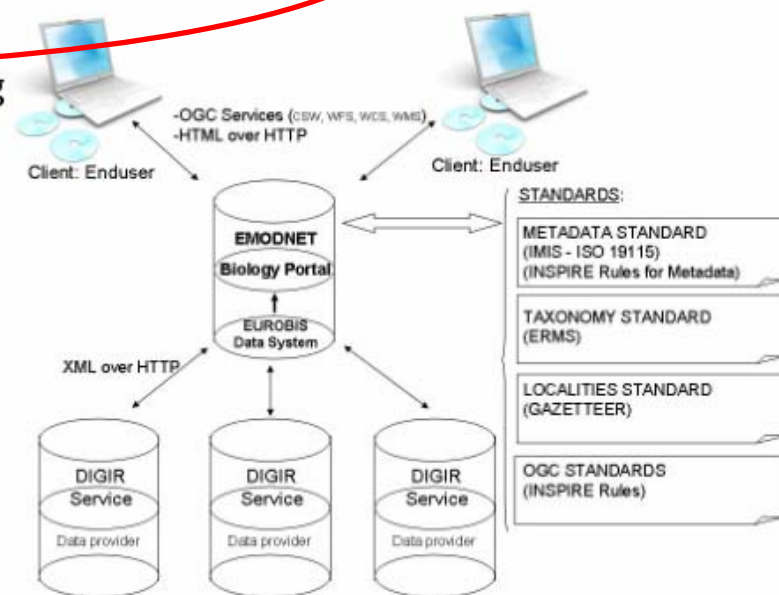 g
-OGC Services (CSW, WFS, WCS, WMS)
-HTML over HTTP
Client: Enduser
Client: Enduser
STANDARDS:
EMODNET
Biology Portal
EUROBIS
Data System
METADATA STANDARD
(IMIS - ISO 19115)
(INSPIRE Rules for Metadata)
TAXONOMY STANDARD
(ERMS)
XML over HTTP
LOCALITIES STANDARD
(GAZETTEER)
OGC STANDARDS
(INSPIRE Rules)
DIGIR
Service
Data provider
DIGIR
Service
Data provider
DIGIR
Service
Data provider